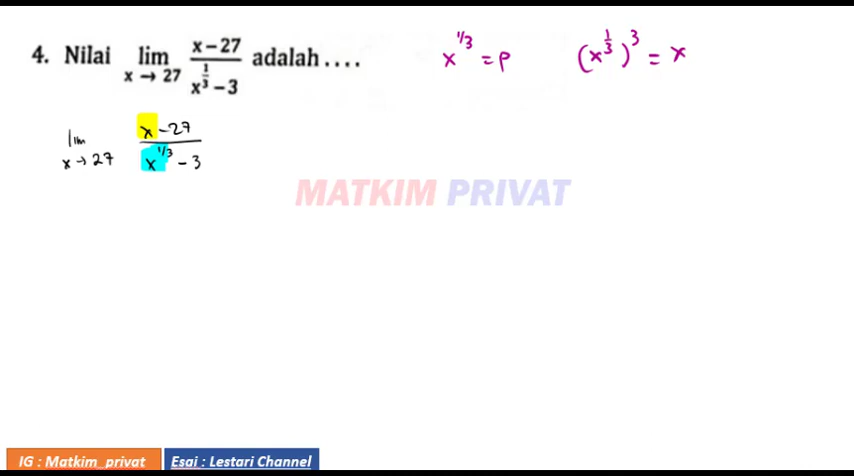 4. Nilai lim x → 27 x − 27 / x^(1/3) − 3 adalah ....
x^(1/3) = p
(x^(1/3))^3 = x
lim x → 27 x − 27 / x^(1/3) − 3
MATKIM PRIVAT
IG : Matkim_privat
Esai : Lestari Channel